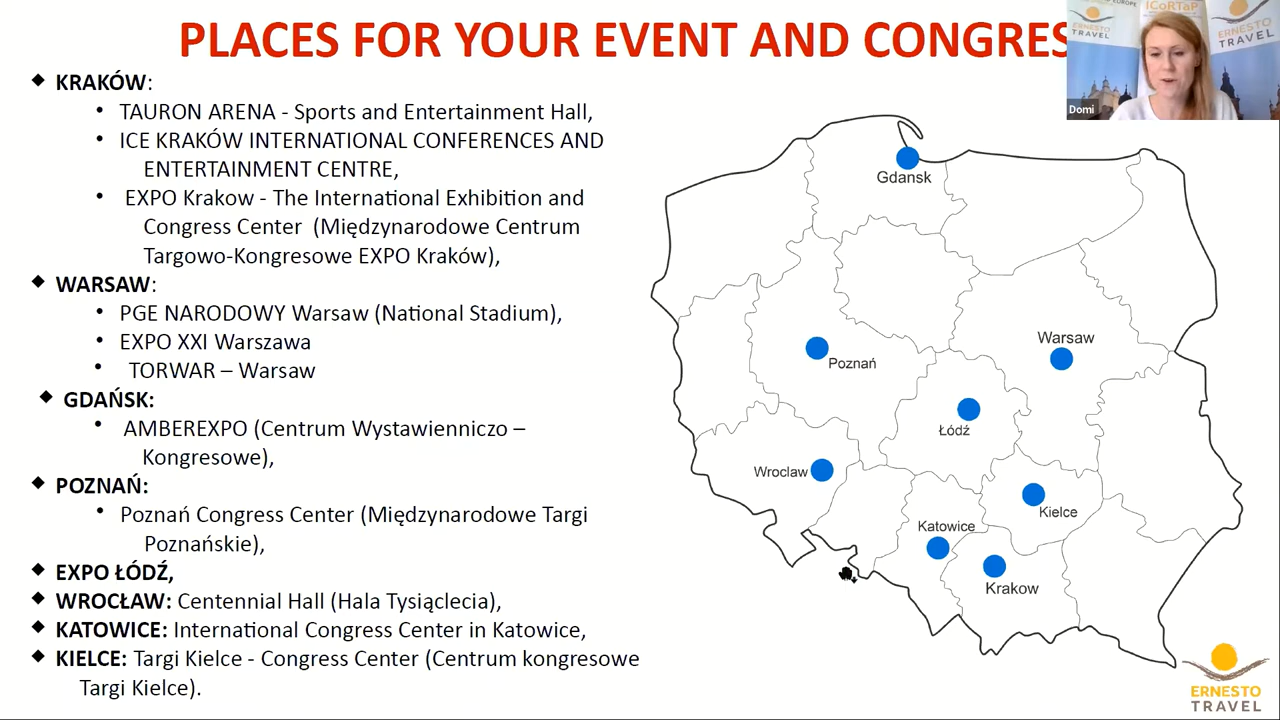 PLACES FOR YOUR EVENT AND CONGRES
KRAKÓW:
TAURON ARENA - Sports and Entertainment Hall,
ICE KRAKÓW INTERNATIONAL CONFERENCES AND
ENTERTAINMENT CENTRE,
EXPO Krakow - The International Exhibition and
Congress Center (Międzynarodowe Centrum
Targowo-Kongresowe EXPO Kraków),
WARSAW:
PGE NARODOWY Warsaw (National Stadium),
EXPO XXI Warszawa
TORWAR – Warsaw
GDAŃSK:
AMBEREXPO (Centrum Wystawienniczo –
Kongresowe),
POZNAŃ:
Poznań Congress Center (Międzynarodowe Targi
Poznańskie),
EXPO ŁÓDŹ,
WROCŁAW: Centennial Hall (Hala Tysiąclecia),
KATOWICE: International Congress Center in Katowice,
KIELCE: Targi Kielce - Congress Center (Centrum kongresowe
Targi Kielce).
Gdansk
Warsaw
Poznań
Łódź
Wroclaw
Kielce
Katowice
Krakow
EUROPE
ICoRTaP
ERNESTO
TRAVEL
ERNESTO
TRAVEL
Domi
ERNESTO
TRAVEL